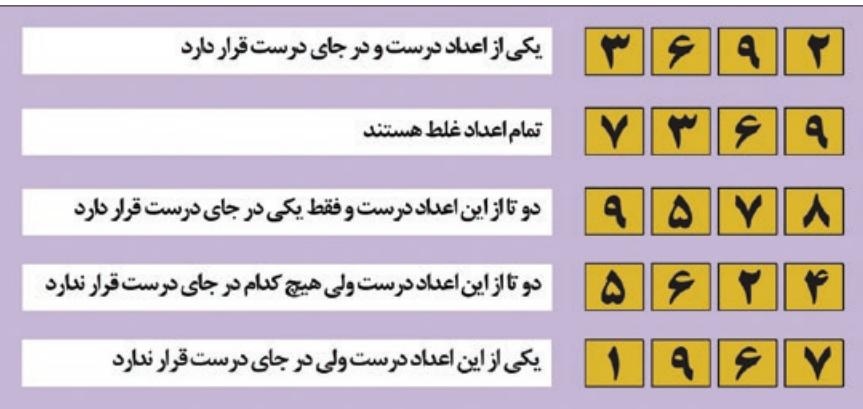 یکی از اعداد درست و در جای درست قرار دارد ۳ ۶ ۹ ۲
تمام اعداد غلط هستند ۷ ۳ ۶ ۹
دو تا از این اعداد درست و فقط یکی در جای درست قرار دارد ۹ ۵ ۷ ۸
دو تا از این اعداد درست ولی هیچ کدام در جای درست قرار ندارد ۵ ۶ ۲ ۴
یکی از این اعداد درست ولی در جای درست قرار ندارد ۱ ۹ ۶ ۷